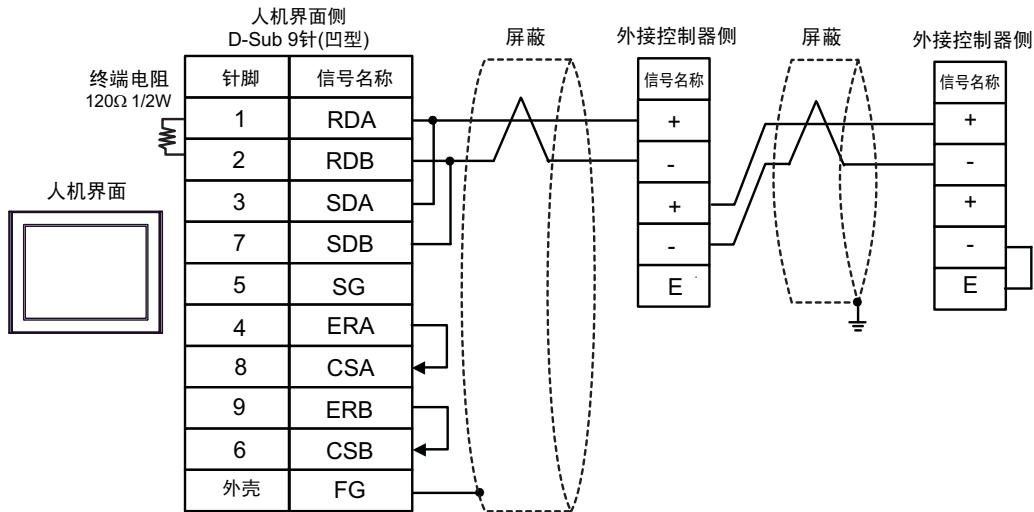 人机界面侧
D-Sub 9针(凹型)
屏蔽
外接控制器侧
屏蔽
外接控制器侧
终端电阻
120Ω 1/2W
人机界面
针脚 信号名称
1 RDA
2 RDB
3 SDA
7 SDB
5 SG
4 ERA
8 CSA
9 ERB
6 CSB
外壳 FG
信号名称
+
-
+
-
E
信号名称
+
-
+
-
E